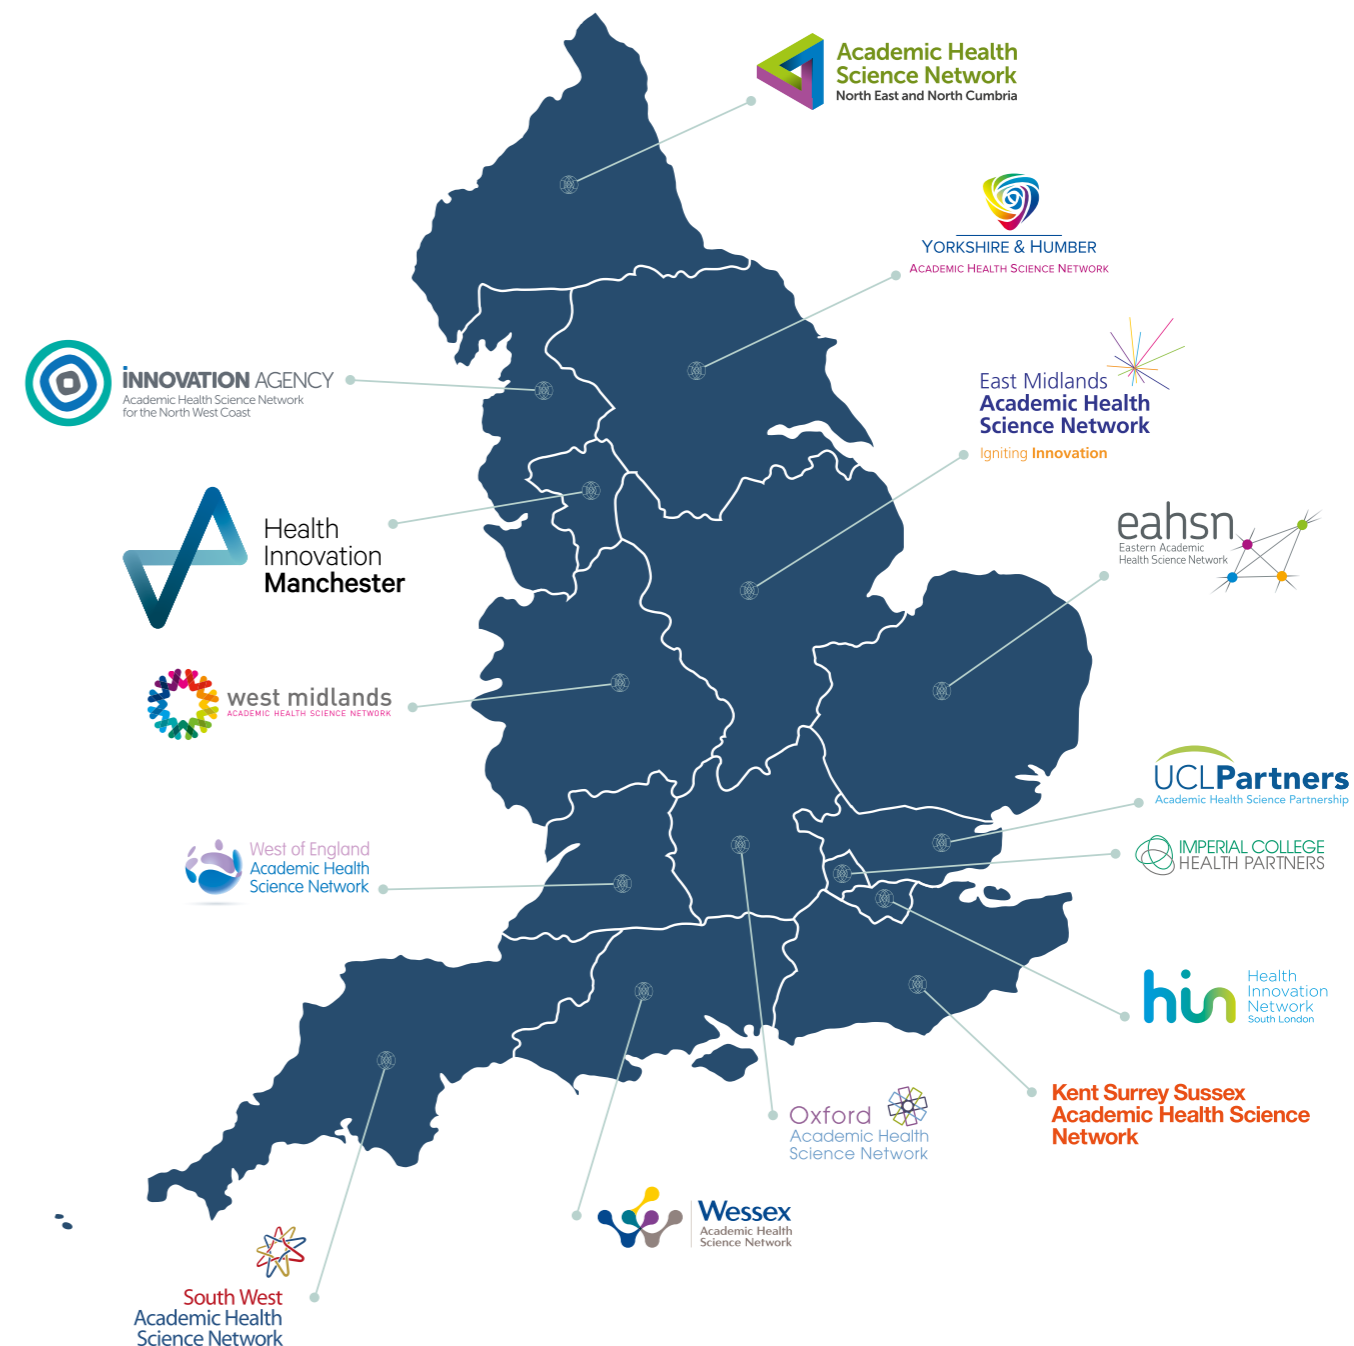 Academic Health
Science Network
North East and North Cumbria
YORKSHIRE & HUMBER
ACADEMIC HEALTH SCIENCE NETWORK
iNNOVATION AGENCY
Academic Health Science Network
for the North West Coast
East Midlands
Academic Health
Science Network
Igniting Innovation
Health
Innovation
Manchester
eahsn
Eastern Academic
Health Science Network
west midlands
ACADEMIC HEALTH SCIENCE NETWORK
UCLPartners
Academic Health Science Partnership
IMPERIAL COLLEGE
HEALTH PARTNERS
West of England
Academic Health
Science Network
hin
Health
Innovation
Network
South London
Kent Surrey Sussex
Academic Health Science
Network
Oxford
Academic Health
Science Network
Wessex
Academic Health
Science Network
South West
Academic Health
Science Network